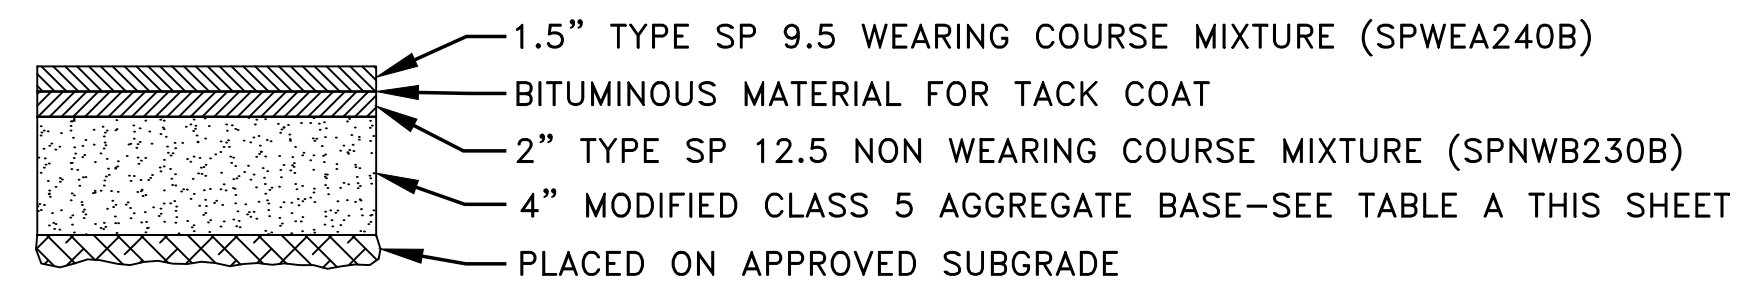 1.5” TYPE SP 9.5 WEARING COURSE MIXTURE (SPWEA240B)
BITUMINOUS MATERIAL FOR TACK COAT
2” TYPE SP 12.5 NON WEARING COURSE MIXTURE (SPNWB230B)
4” MODIFIED CLASS 5 AGGREGATE BASE–SEE TABLE A THIS SHEET
PLACED ON APPROVED SUBGRADE